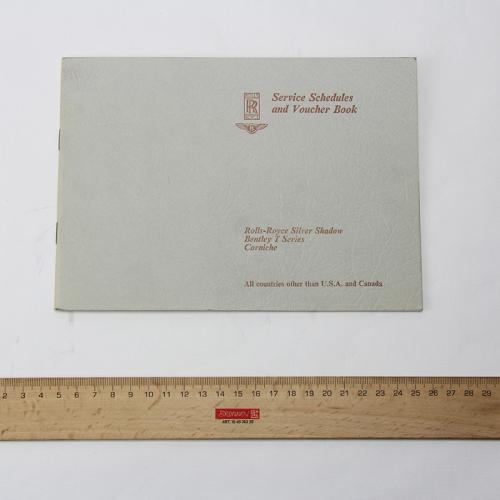 Service Schedules
and Voucher Book
RR
B
Rolls-Royce Silver Shadow
Bentley T Series
Corniche
All countries other than U.S.A. and Canada
2 3 4 5 6 7 8 9 10 11 12 13 14 15 16 17 18 19 20 21 22 23 24 25 26 27 28 29
BRUNNEN